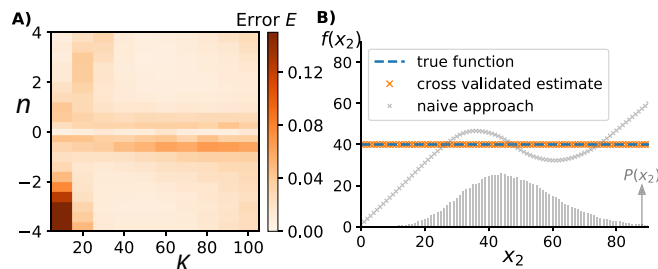 A)
Error E
B)
f(x₂)
4
2
0
−2
−4
n
20
40
60
80
100
K
0.12
0.08
0.04
0.00
true function
cross validated estimate
naive approach
80
60
40
20
0
P(x₂)
0
20
40
60
80
x₂